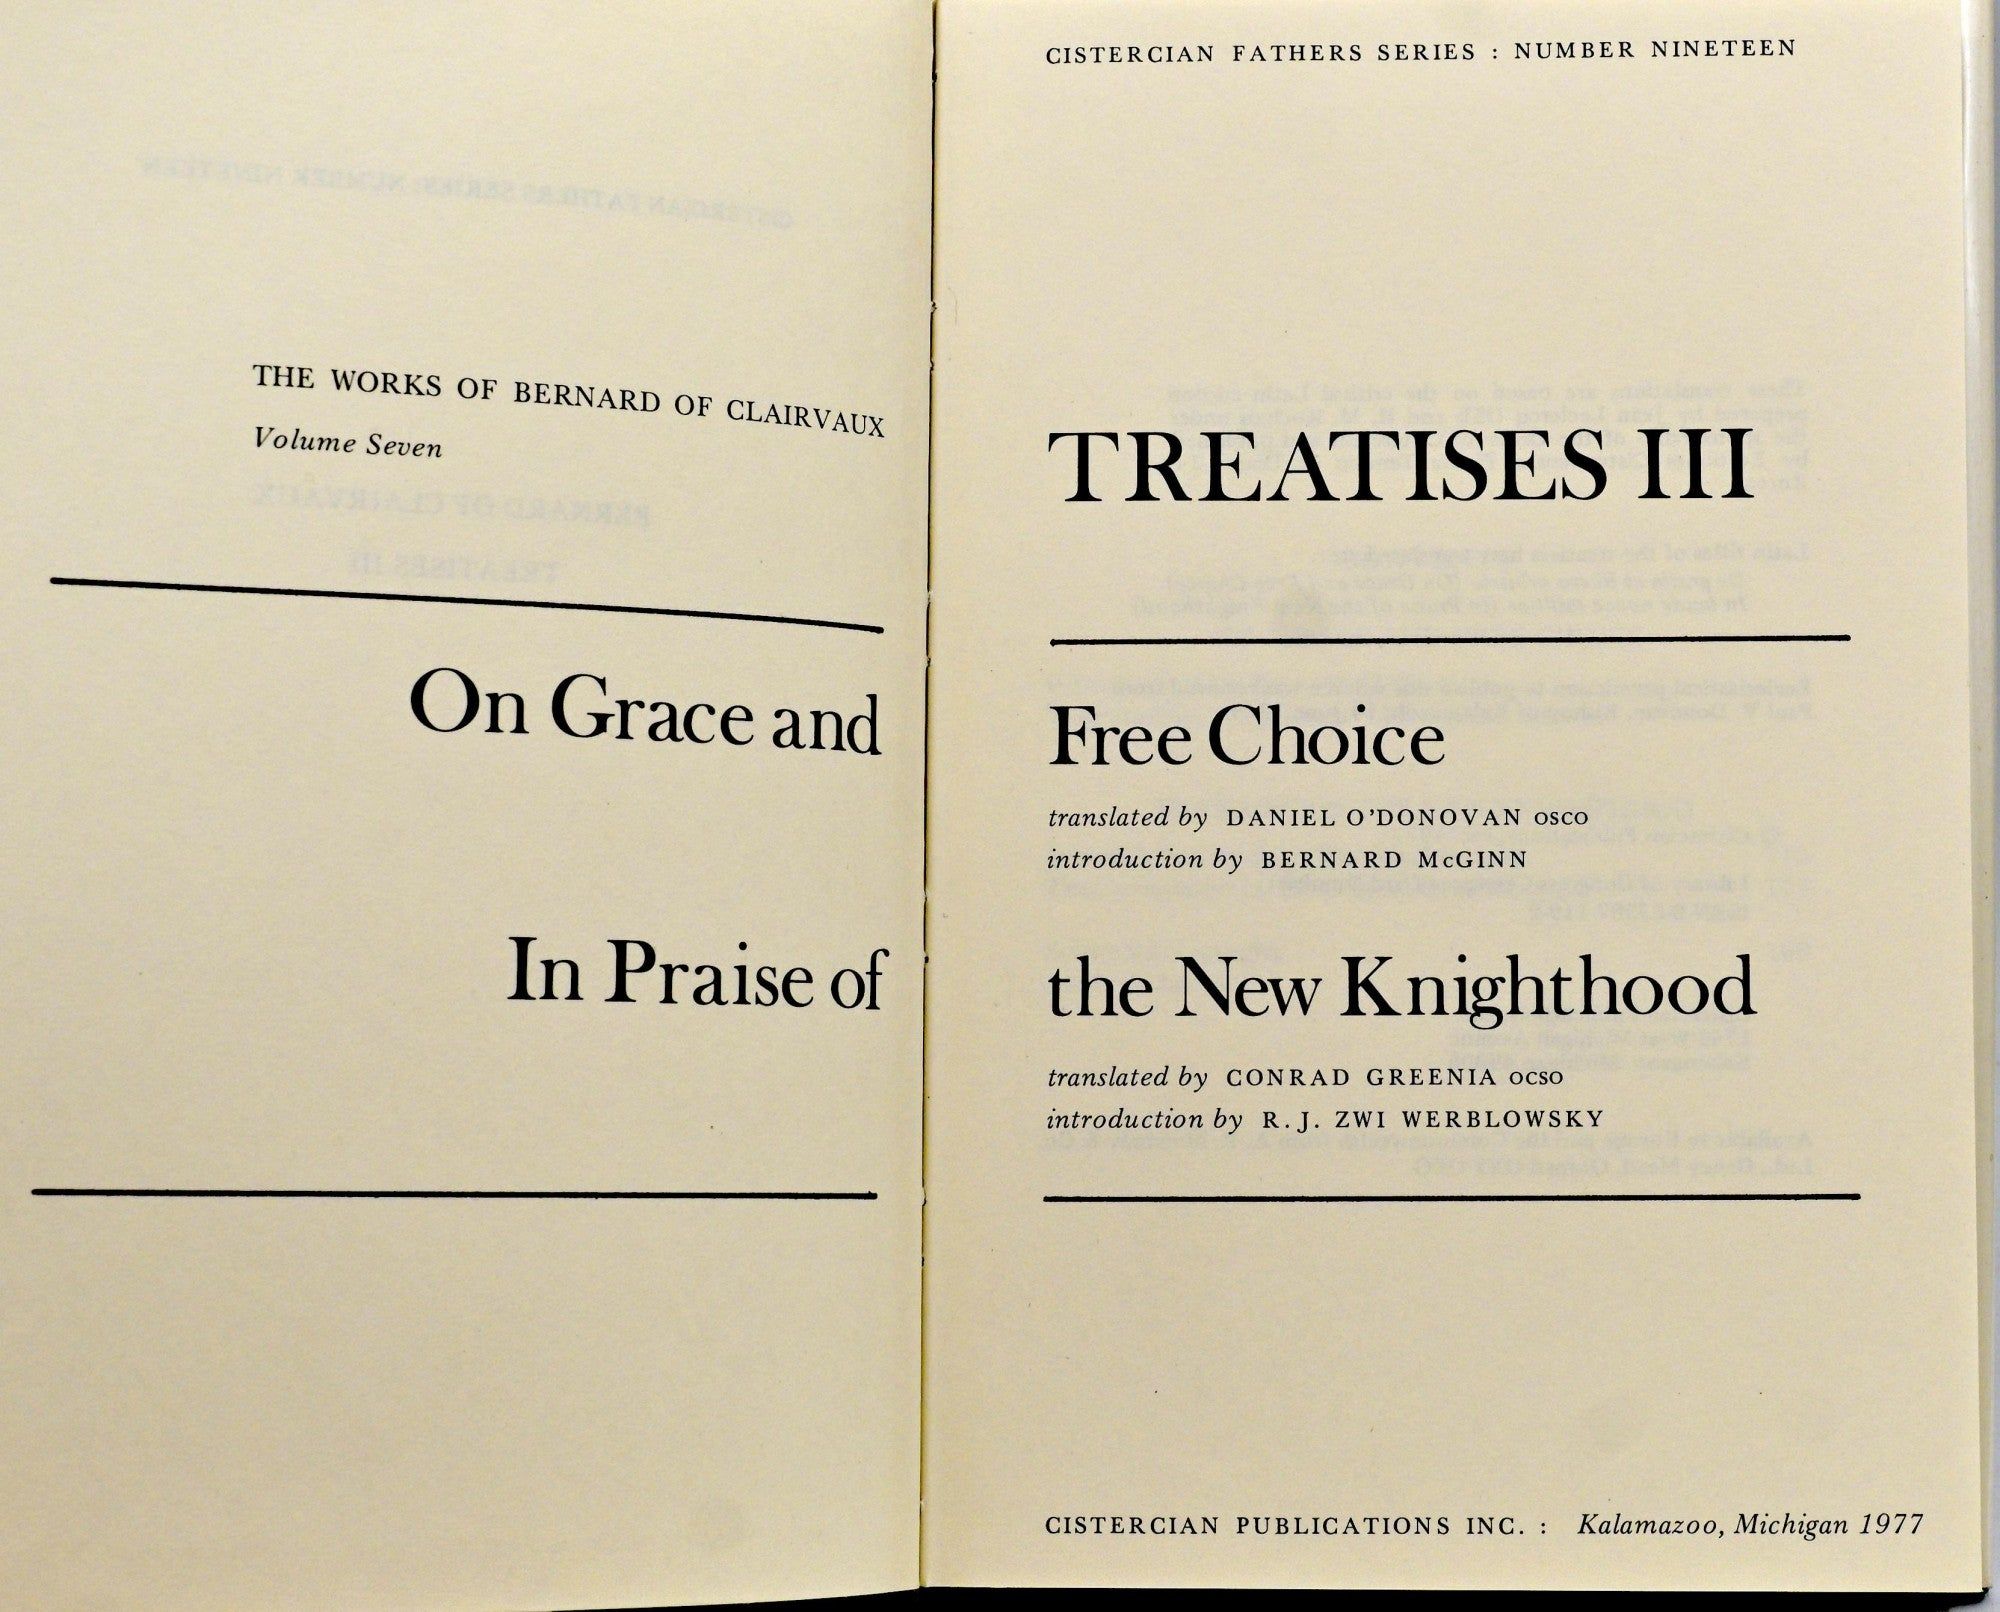 THE WORKS OF BERNARD OF CLAIRVAUX
Volume Seven
On Grace and
In Praise of
CISTERCIAN FATHERS SERIES : NUMBER NINETEEN
TREATISES III
Free Choice
translated by DANIEL O'DONOVAN OSCO
introduction by BERNARD McGINN
the New Knighthood
translated by CONRAD GREENIA OCSO
introduction by R. J. ZWI WERBLOWSKY
CISTERCIAN PUBLICATIONS INC. : Kalamazoo, Michigan 1977